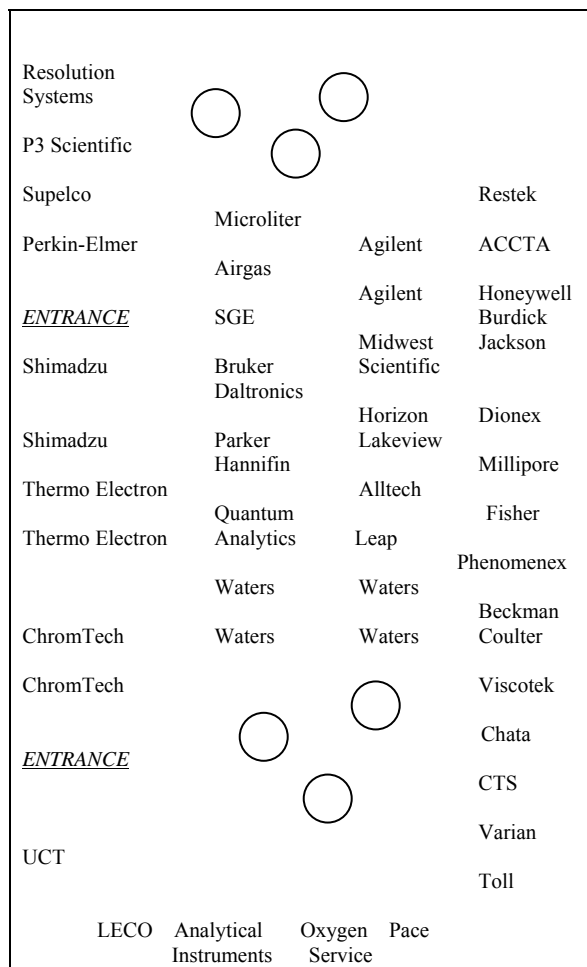 Resolution
Systems
P3 Scientific
Supelco
Perkin-Elmer
ENTRANCE
Shimadzu
Shimadzu
Thermo Electron
Thermo Electron
ChromTech
ChromTech
ENTRANCE
UCT
Microliter
Airgas
SGE
Bruker
Daltronics
Parker
Hannifin
Quantum
Analytics
Waters
Waters
Agilent
Agilent
Midwest
Scientific
Horizon
Lakeview
Alltech
Leap
Waters
Waters
Restek
ACCTA
Honeywell
Burdick
Jackson
Dionex
Millipore
Fisher
Phenomenex
Beckman
Coulter
Viscotek
Chata
CTS
Varian
Toll
LECO
Analytical
Instruments
Oxygen
Service
Pace